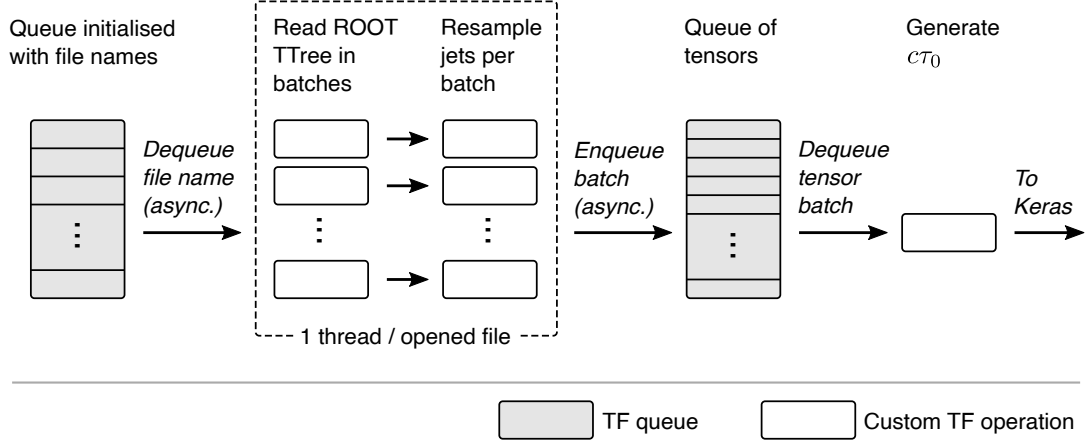 Queue initialised
with file names
Read ROOT
TTree in
batches
Resample
jets per
batch
Queue of
tensors
Generate
cτ₀
Dequeue
file name
(async.)
Enqueue
batch
(async.)
Dequeue
tensor
batch
To
Keras
1 thread / opened file
TF queue
Custom TF operation